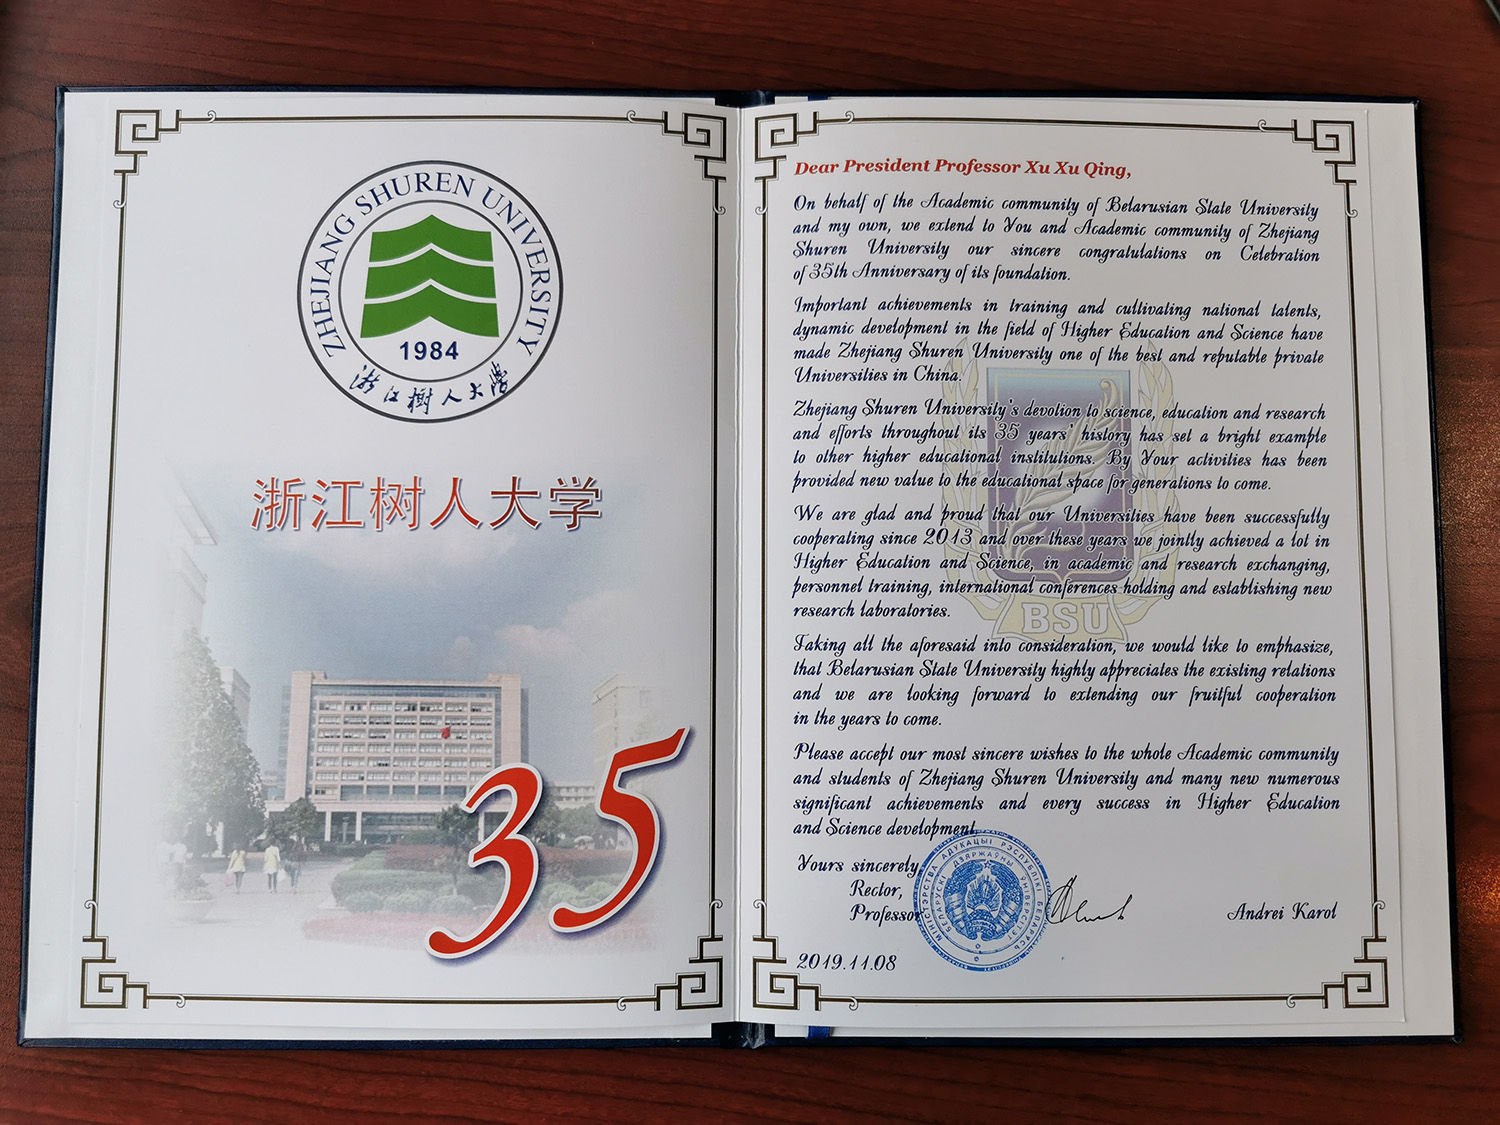 ZHEJIANG SHUREN UNIVERSITY
1984
浙江樹人大學
浙江树人大学
35
Dear President Professor Xu Xu Qing,
On behalf of the Academic community of Belarusian State University
and my own, we extend to You and Academic community of Zhejiang
Shuren University our sincere congratulations on Celebration
of 35th Anniversary of its foundation.
Important achievements in training and cultivating national talents,
dynamic development in the field of Higher Education and Science have
made Zhejiang Shuren University one of the best and reputable private
Universities in China.
Zhejiang Shuren University's devotion to science, education and research
and efforts throughout its 35 years' history has set a bright example
to other higher educational institutions. By Your activities has been
provided new value to the educational space for generations to come.
We are glad and proud that our Universities have been successfully
cooperating since 2013 and over these years we jointly achieved a lot in
Higher Education and Science, in academic and research exchanging,
personnel training, international conferences holding and establishing new
research laboratories.
BSU
Taking all the aforesaid into consideration, we would like to emphasize,
that Belarusian State University highly appreciates the existing relations
and we are looking forward to extending our fruitful cooperation
in the years to come.
Please accept our most sincere wishes to the whole Academic community
and students of Zhejiang Shuren University and many new numerous
significant achievements and every success in Higher Education
and Science development.
Yours sincerely,
Rector,
Professor
Andrei Karol
МІНІСТЭРСТВА АДУКАЦЫІ РЭСПУБЛІКІ БЕЛАРУСЬ
БЕЛАРУСКІ ДЗЯРЖАЎНЫ ЎНІВЕРСІТЭТ
2019.11.08